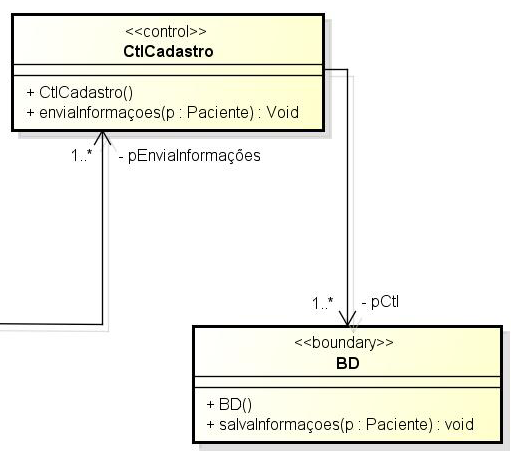 <<control>>
CtlCadastro
+ CtlCadastro()
+ enviaInformaçoes(p : Paciente) : Void
1..* - pEnviaInformações
1..* - pCtl
<<boundary>>
BD
+ BD()
+ salvaInformaçoes(p : Paciente) : void